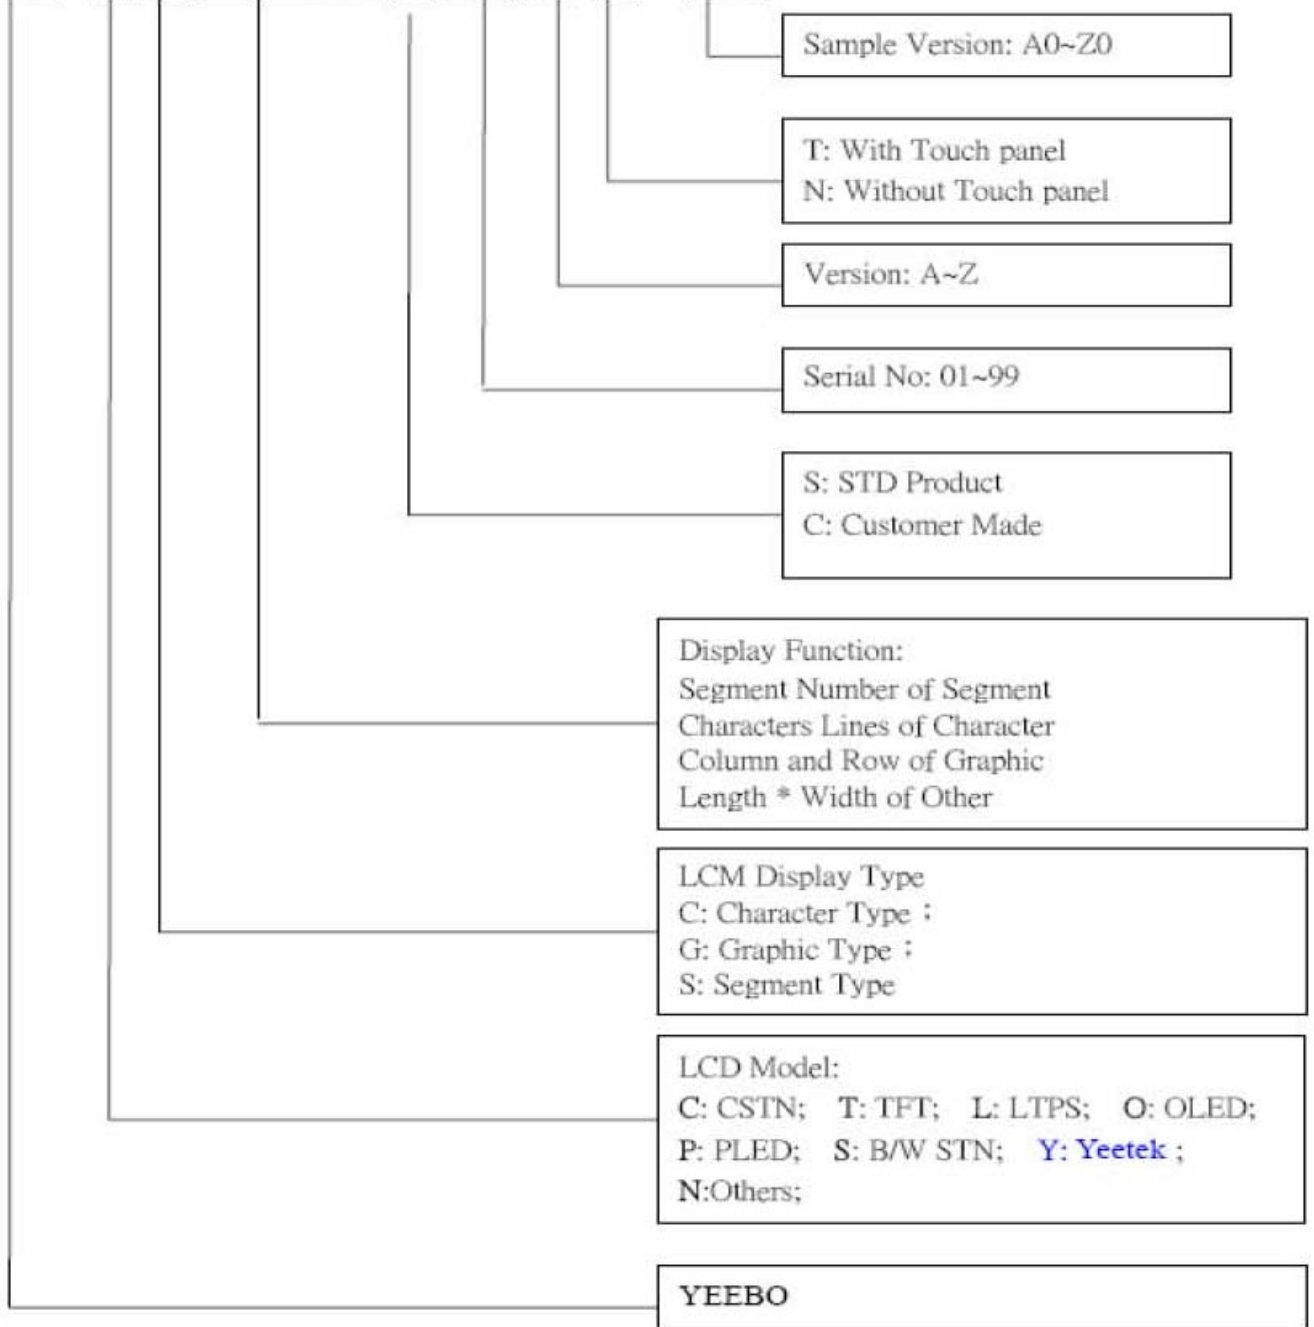 Sample Version: A0~Z0
T: With Touch panel
N: Without Touch panel
Version: A~Z
Serial No: 01~99
S: STD Product
C: Customer Made
Display Function:
Segment Number of Segment
Characters Lines of Character
Column and Row of Graphic
Length * Width of Other
LCM Display Type
C: Character Type ;
G: Graphic Type ;
S: Segment Type
LCD Model:
C: CSTN; T: TFT; L: LTPS; O: OLED;
P: PLED; S: B/W STN; Y: Yeetek ;
N:Others;
YEEBO